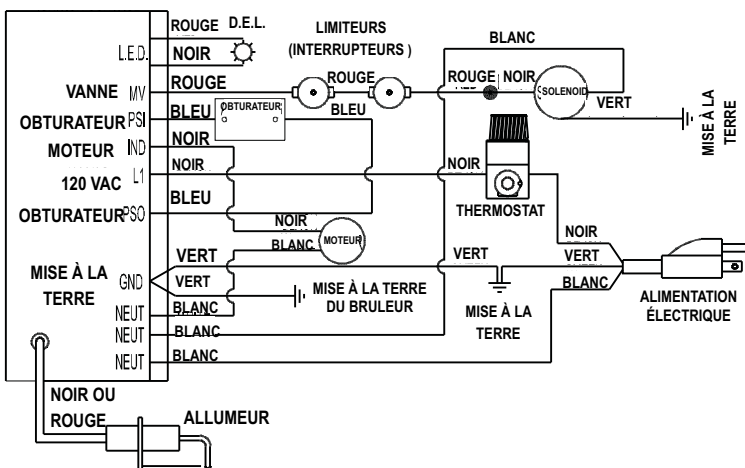 ROUGE D.E.L.
L.E.D.
NOIR
LIMITEURS
(INTERRUPTEURS )
BLANC
VANNE MV
ROUGE
ROUGE
ROUGE
NOIR
SOLENOID
VERT
MISE À LA
TERRE
OBTURATEUR PSI
BLEU
OBTURATEUR
BLEU
MOTEUR IND
NOIR
120 VAC L1
NOIR
NOIR
THERMOSTAT
OBTURATEUR PSO
BLEU
NOIR
BLANC
MOTEUR
NOIR
VERT
BLANC
ALIMENTATION
ÉLECTRIQUE
MISE À LA
TERRE
GND
VERT
VERT
VERT
MISE À LA TERRE
DU BRULEUR
MISE À LA
TERRE
NEUT
BLANC
NEUT
BLANC
NEUT
BLANC
NOIR OU
ROUGE
ALLUMEUR